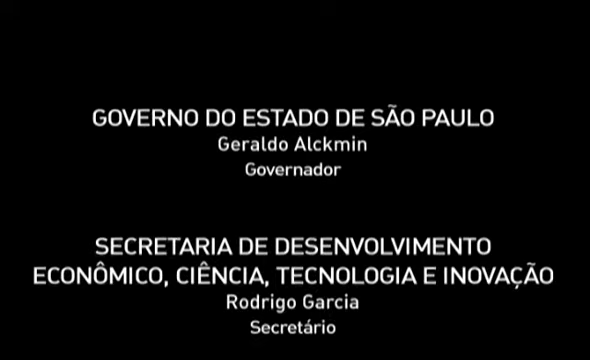 GOVERNO DO ESTADO DE SÃO PAULO
Geraldo Alckmin
Governador
SECRETARIA DE DESENVOLVIMENTO
ECONÔMICO, CIÊNCIA, TECNOLOGIA E INOVAÇÃO
Rodrigo Garcia
Secretário